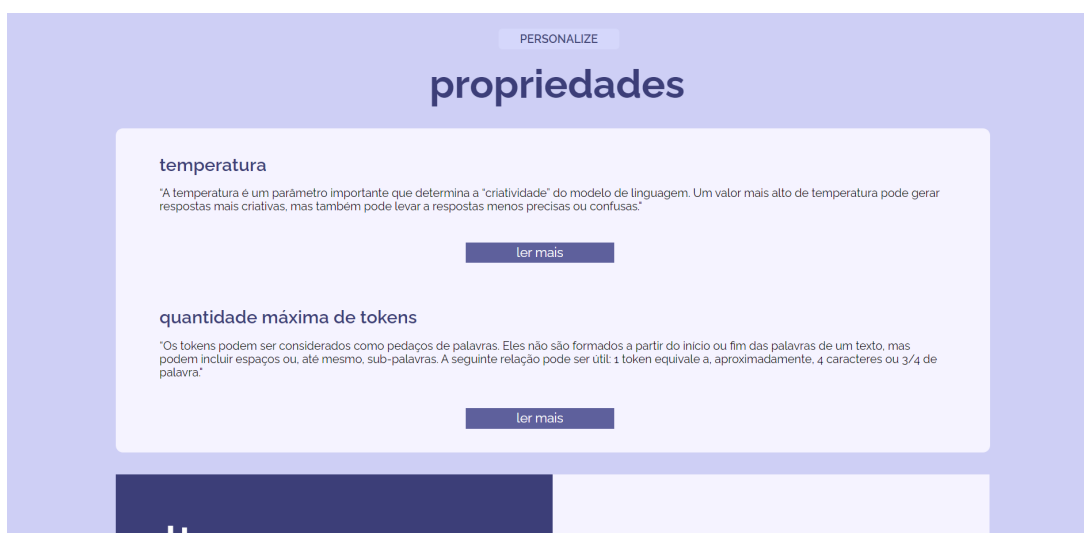 PERSONALIZE
propriedades
temperatura
"A temperatura é um parâmetro importante que determina a "criatividade" do modelo de linguagem. Um valor mais alto de temperatura pode gerar
respostas mais criativas, mas também pode levar a respostas menos precisas ou confusas."
ler mais
quantidade máxima de tokens
"Os tokens podem ser considerados como pedaços de palavras. Eles não são formados a partir do início ou fim das palavras de um texto, mas
podem incluir espaços ou, até mesmo, sub-palavras. A seguinte relação pode ser útil: 1 token equivale a, aproximadamente, 4 caracteres ou 3/4 de
palavra."
ler mais